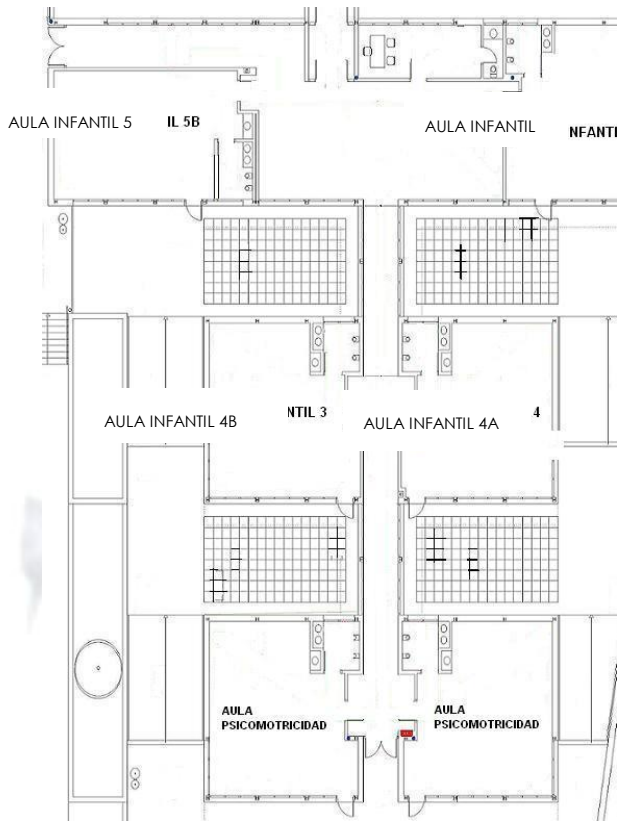 AULA INFANTIL 5 IL 5B
AULA INFANTIL NFANTI
NTIL 3
4
AULA INFANTIL 4B
AULA INFANTIL 4A
AULA
PSICOMOTRICIDAD
AULA
PSICOMOTRICIDAD